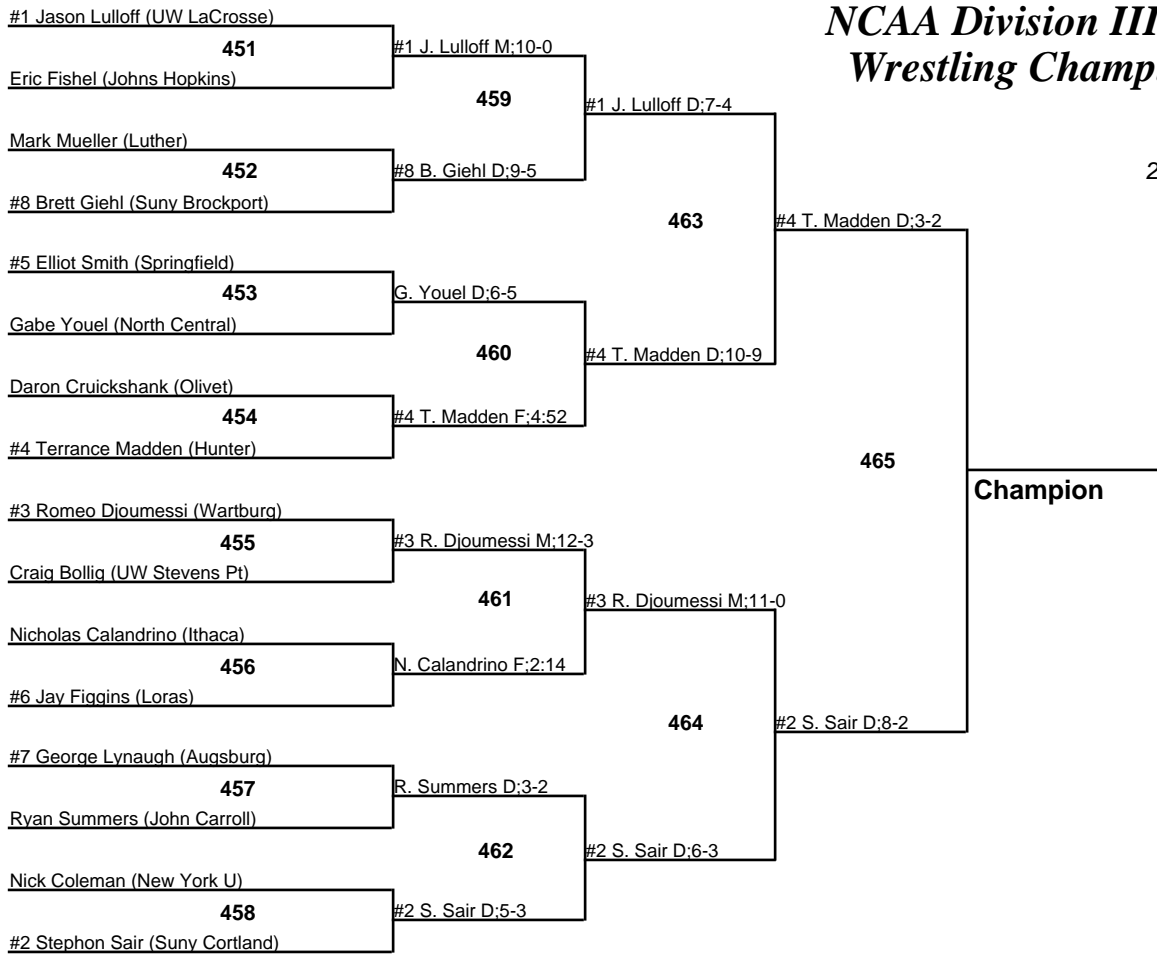 #1 Jason Lulloff (UW LaCrosse)
451
Eric Fishel (Johns Hopkins)
Mark Mueller (Luther)
452
#8 Brett Giehl (Suny Brockport)
#5 Elliot Smith (Springfield)
453
Gabe Youel (North Central)
Daron Cruickshank (Olivet)
454
#4 Terrance Madden (Hunter)
#3 Romeo Djoumessi (Wartburg)
455
Craig Bollig (UW Stevens Pt)
Nicholas Calandrino (Ithaca)
456
#6 Jay Figgins (Loras)
#7 George Lynaugh (Augsburg)
457
Ryan Summers (John Carroll)
Nick Coleman (New York U)
458
#2 Stephon Sair (Suny Cortland)
#1 J. Lulloff M;10-0
459
#8 B. Giehl D;9-5
G. Youel D;6-5
460
#4 T. Madden F;4:52
#3 R. Djoumessi M;12-3
461
N. Calandrino F;2:14
R. Summers D;3-2
462
#2 S. Sair D;5-3
#1 J. Lulloff D;7-4
463
#4 T. Madden D;10-9
#3 R. Djoumessi M;11-0
464
#2 S. Sair D;6-3
#4 T. Madden D;3-2
465
#2 S. Sair D;8-2
Champion
NCAA Division III
Wrestling Champ
2